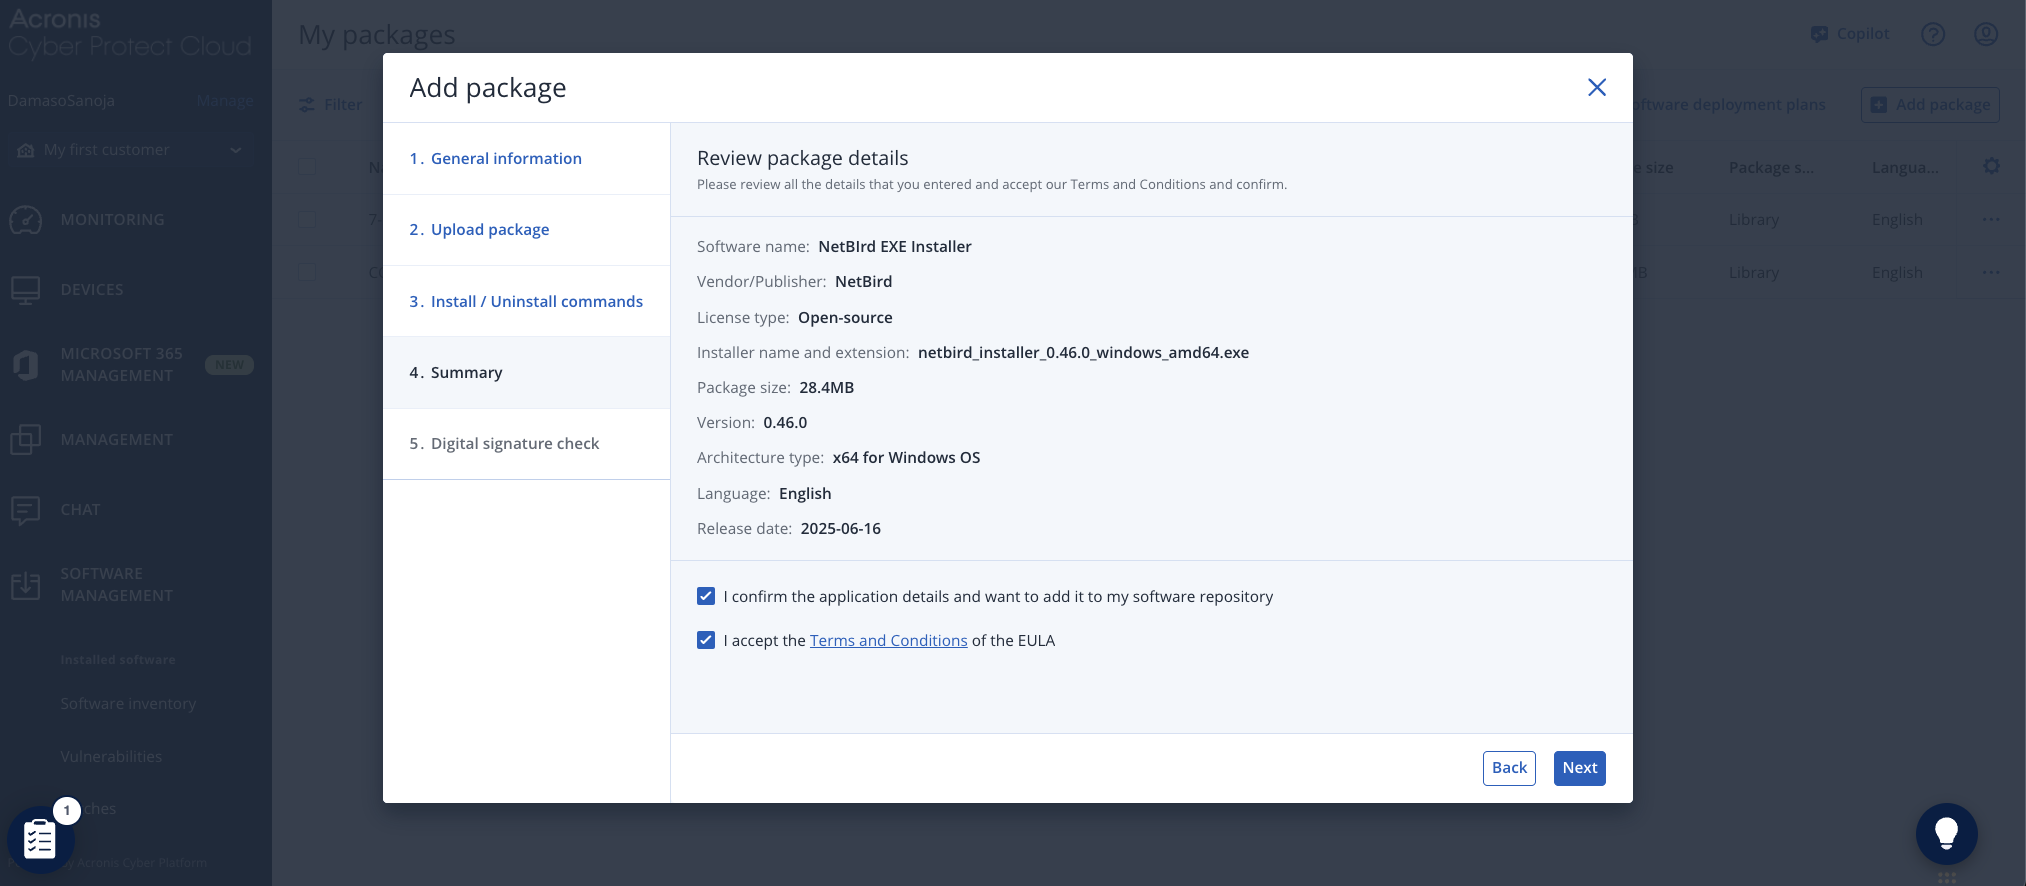 Acronis
Cyber Protect Cloud
My packages
Copilot
DamasoSanoja
Manage
Filter
oftware deployment plans
Add package
My first customer
e size
Package s...
Langua...
Library
English
Library
English
MONITORING
DEVICES
MICROSOFT 365
MANAGEMENT
NEW
MANAGEMENT
CHAT
SOFTWARE
MANAGEMENT
Installed software
Software inventory
Vulnerabilities
ches
1
y Acronis Cyber Platform
Add package
1. General information
2. Upload package
3. Install / Uninstall commands
4. Summary
5. Digital signature check
Review package details
Please review all the details that you entered and accept our Terms and Conditions and confirm.
Software name: NetBIrd EXE Installer
Vendor/Publisher: NetBird
License type: Open-source
Installer name and extension: netbird_installer_0.46.0_windows_amd64.exe
Package size: 28.4MB
Version: 0.46.0
Architecture type: x64 for Windows OS
Language: English
Release date: 2025-06-16
I confirm the application details and want to add it to my software repository
I accept the Terms and Conditions of the EULA
Back
Next